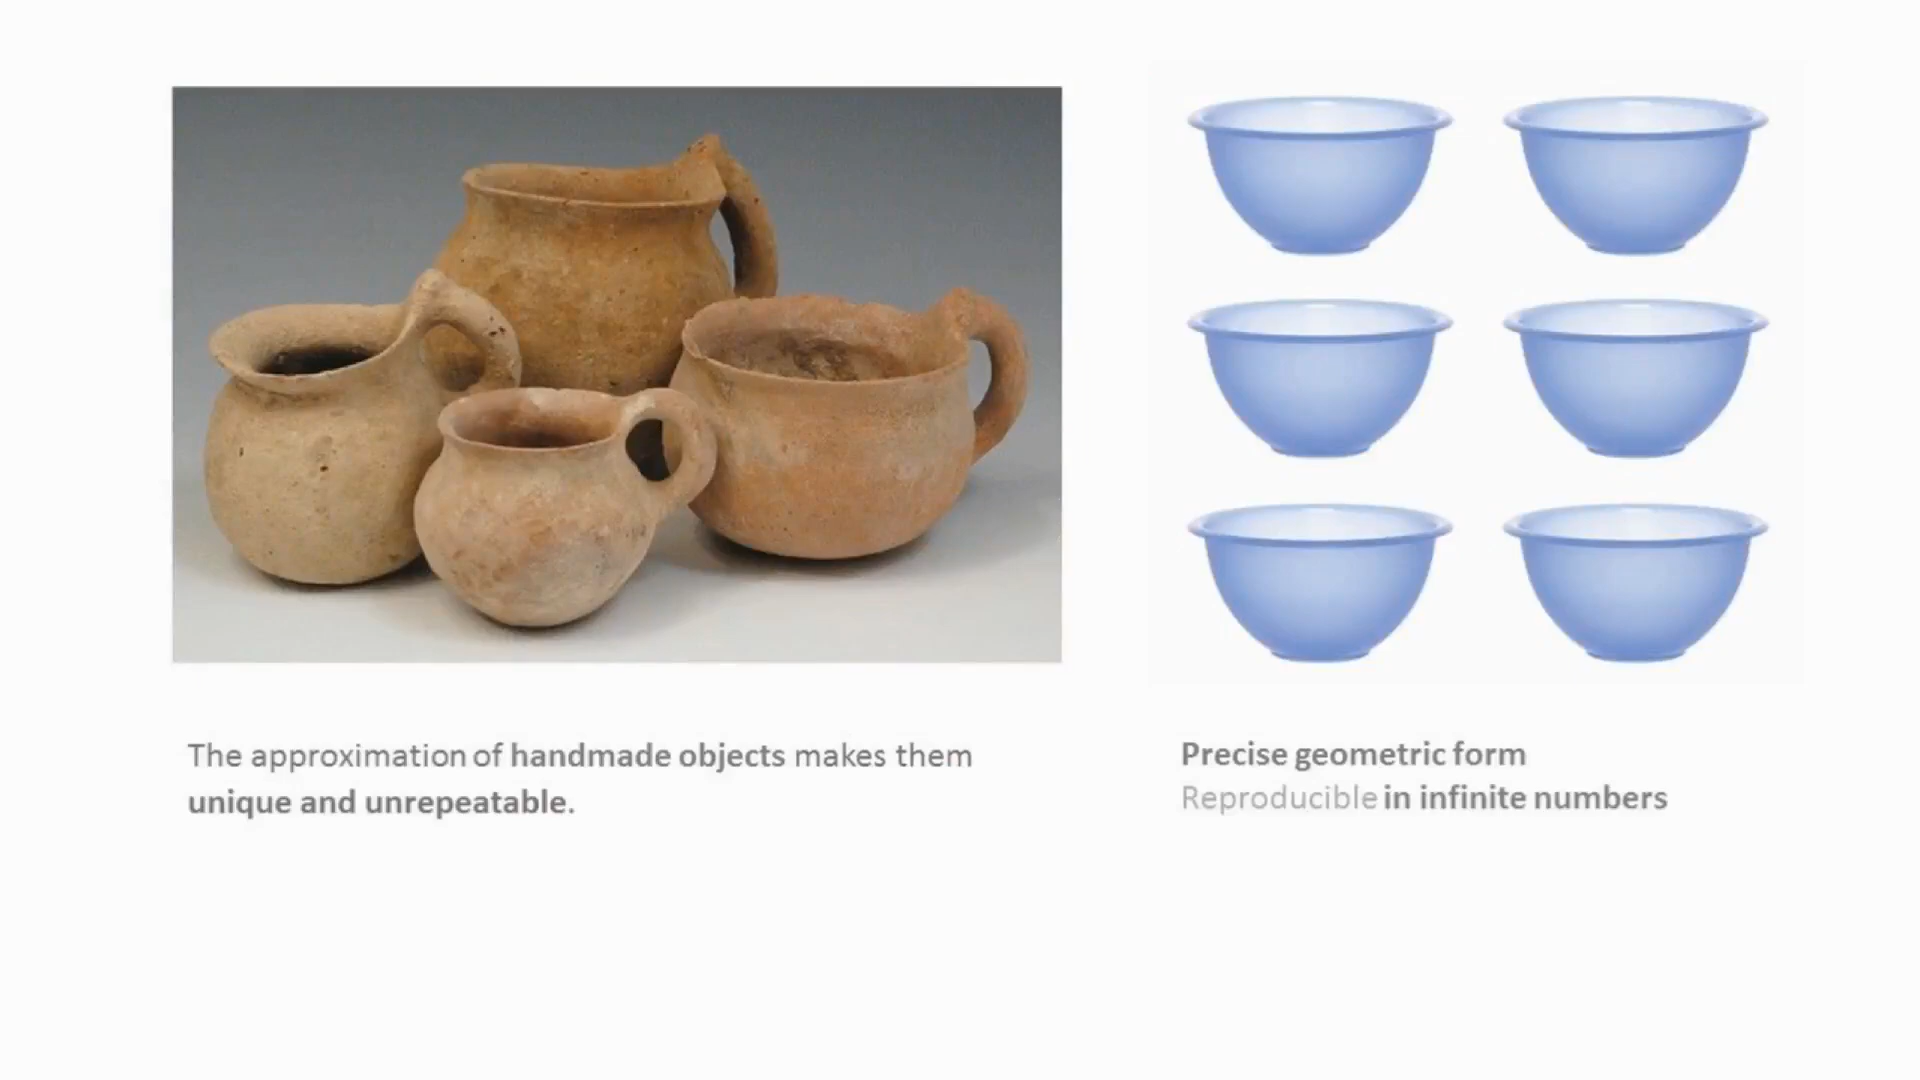 The approximation of handmade objects makes them
unique and unrepeatable.
Precise geometric form
Reproducible in infinite numbers